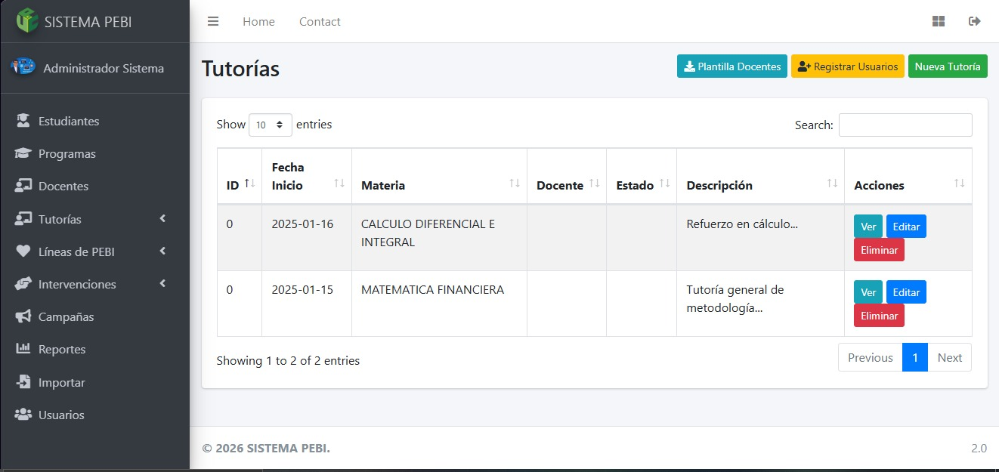 SISTEMA PEBI
Home
Contact
Administrador Sistema
Estudiantes
Programas
Docentes
Tutorías
Líneas de PEBI
Intervenciones
Campañas
Reportes
Importar
Usuarios
Tutorías
Plantilla Docentes
Registrar Usuarios
Nueva Tutoría
Show 10 entries
Search:
ID
Fecha
Inicio
Materia
Docente
Estado
Descripción
Acciones
0
2025-01-16
CALCULO DIFERENCIAL E
INTEGRAL
Refuerzo en cálculo...
Ver
Editar
Eliminar
0
2025-01-15
MATEMATICA FINANCIERA
Tutoría general de
metodología...
Ver
Editar
Eliminar
Showing 1 to 2 of 2 entries
Previous
1
Next
© 2026 SISTEMA PEBI.
2.0